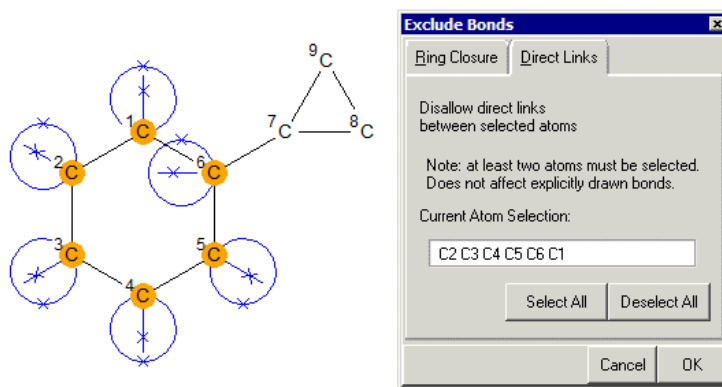 9 C
7 C 8 C
1 C
2 C 6 C
3 C 5 C
4 C
Exclude Bonds
Ring Closure Direct Links
Disallow direct links
between selected atoms
Note: at least two atoms must be selected.
Does not affect explicitly drawn bonds.
Current Atom Selection:
C2 C3 C4 C5 C6 C1
Select All Deselect All
Cancel OK